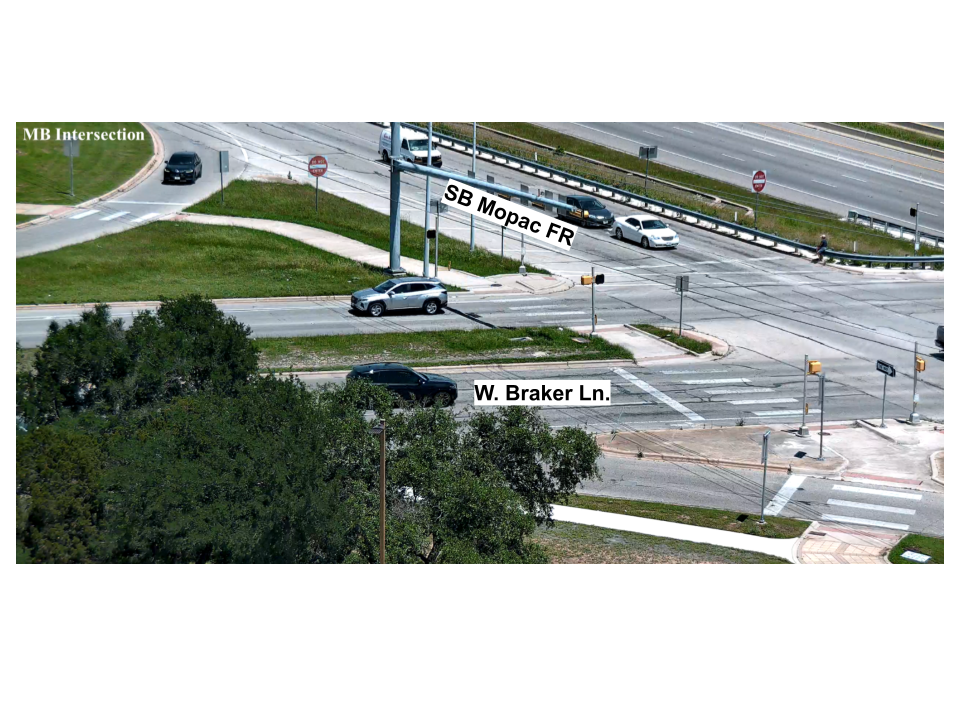 MB Intersection
SB Mopac FR
W. Braker Ln.